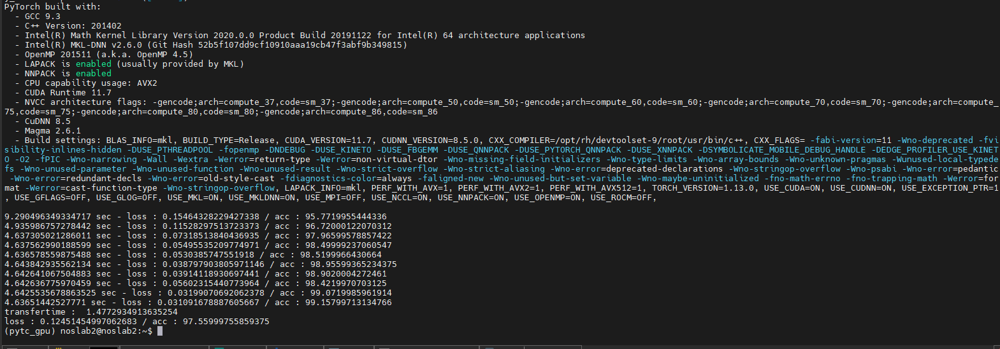 PyTorch built with:
- GCC 9.3
- C++ Version: 201402
- Intel(R) Math Kernel Library Version 2020.0.0 Product Build 20191122 for Intel(R) 64 architecture applications
- Intel(R) MKL-DNN v2.6.0 (Git Hash 52b5f107dd9cf10910aaa19cb47f3abf9b349815)
- OpenMP 201511 (a.k.a. OpenMP 4.5)
- LAPACK is enabled (usually provided by MKL)
- NNPACK is enabled
- CPU capability usage: AVX2
- CUDA Runtime 11.7
- NVCC architecture flags: -gencode;arch=compute_37,code=sm_37;-gencode;arch=compute_50,code=sm_50;-gencode;arch=compute_60,code=sm_60;-gencode;arch=compute_70,code=sm_70;-gencode;arch=compute_
75,code=sm_75;-gencode;arch=compute_80,code=sm_80;-gencode;arch=compute_86,code=sm_86
- CuDNN 8.5
- Magma 2.6.1
- Build settings: BLAS_INFO=mkl, BUILD_TYPE=Release, CUDA_VERSION=11.7, CUDNN_VERSION=8.5.0, CXX_COMPILER=/opt/rh/devtoolset-9/root/usr/bin/c++, CXX_FLAGS= -fabi-version=11 -Wno-deprecated -fvi
sibility-inlines-hidden -DUSE_PTHREADPOOL -fopenmp -DNDEBUG -DUSE_KINETO -DUSE_FBGEMM -DUSE_QNNPACK -DUSE_PYTORCH_QNNPACK -DUSE_XNNPACK -DSYMBOLICATE_MOBILE_DEBUG_HANDLE -DEDGE_PROFILER_USE_KINET
O -O2 -fPIC -Wno-narrowing -Wall -Wextra -Werror=return-type -Werror=non-virtual-dtor -Wno-missing-field-initializers -Wno-type-limits -Wno-array-bounds -Wno-unknown-pragmas -Wunused-local-typede
fs -Wno-unused-parameter -Wno-unused-function -Wno-unused-result -Wno-strict-overflow -Wno-strict-aliasing -Wno-error=deprecated-declarations -Wno-stringop-overflow -Wno-psabi -Wno-error=pedantic
-Wno-error=redundant-decls -Wno-error=old-style-cast -fdiagnostics-color=always -faligned-new -Wno-unused-but-set-variable -Wno-maybe-uninitialized -fno-math-errno -fno-trapping-math -Werror=for
mat -Werror=cast-function-type -Wno-stringop-overflow, LAPACK_INFO=mkl, PERF_WITH_AVX=1, PERF_WITH_AVX2=1, PERF_WITH_AVX512=1, TORCH_VERSION=1.13.0, USE_CUDA=ON, USE_CUDNN=ON, USE_EXCEPTION_PTR=1
, USE_GFLAGS=OFF, USE_GLOG=OFF, USE_MKL=ON, USE_MKLDNN=ON, USE_MPI=OFF, USE_NCCL=ON, USE_NNPACK=ON, USE_OPENMP=ON, USE_ROCM=OFF,
9.290496349334717 sec - loss : 0.15464328229427338 / acc : 95.7719955444336
4.935986757278442 sec - loss : 0.11528297513723373 / acc : 96.72000122070312
4.637305021286011 sec - loss : 0.07318513840436935 / acc : 97.96599578857422
4.637562990188599 sec - loss : 0.05495535209774971 / acc : 98.49999237060547
4.636578559875488 sec - loss : 0.0530385747551918 / acc : 98.5199966430664
4.643842935562134 sec - loss : 0.038797903805971146 / acc : 98.95599365234375
4.642641067504883 sec - loss : 0.03914118930697441 / acc : 98.9020004272461
4.642636775970459 sec - loss : 0.05602315440773964 / acc : 98.4219970703125
4.6425535678863525 sec - loss : 0.03199070692062378 / acc : 99.0719985961914
4.63651442527771 sec - loss : 0.031091678887605667 / acc : 99.15799713134766
transfertime :  1.4772934913635254
loss : 0.12451454997062683 / acc : 97.55999755859375
(pytc_gpu) noslab2@noslab2:~$